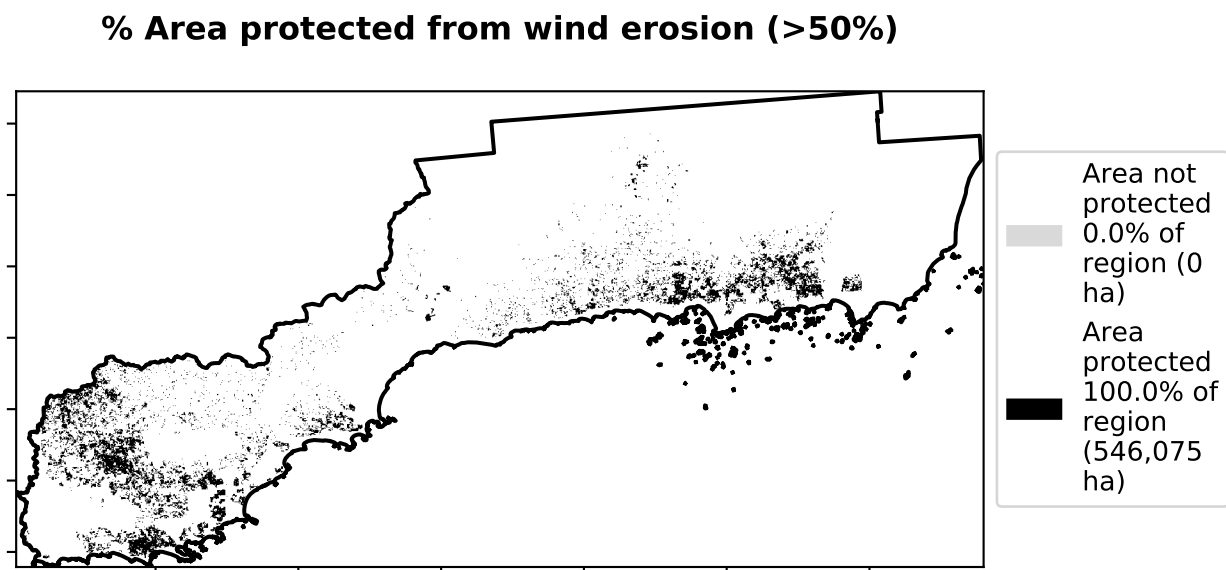 % Area protected from wind erosion (>50%)
Area not
protected
0.0% of
region (0
ha)
Area
protected
100.0% of
region
(546,075
ha)